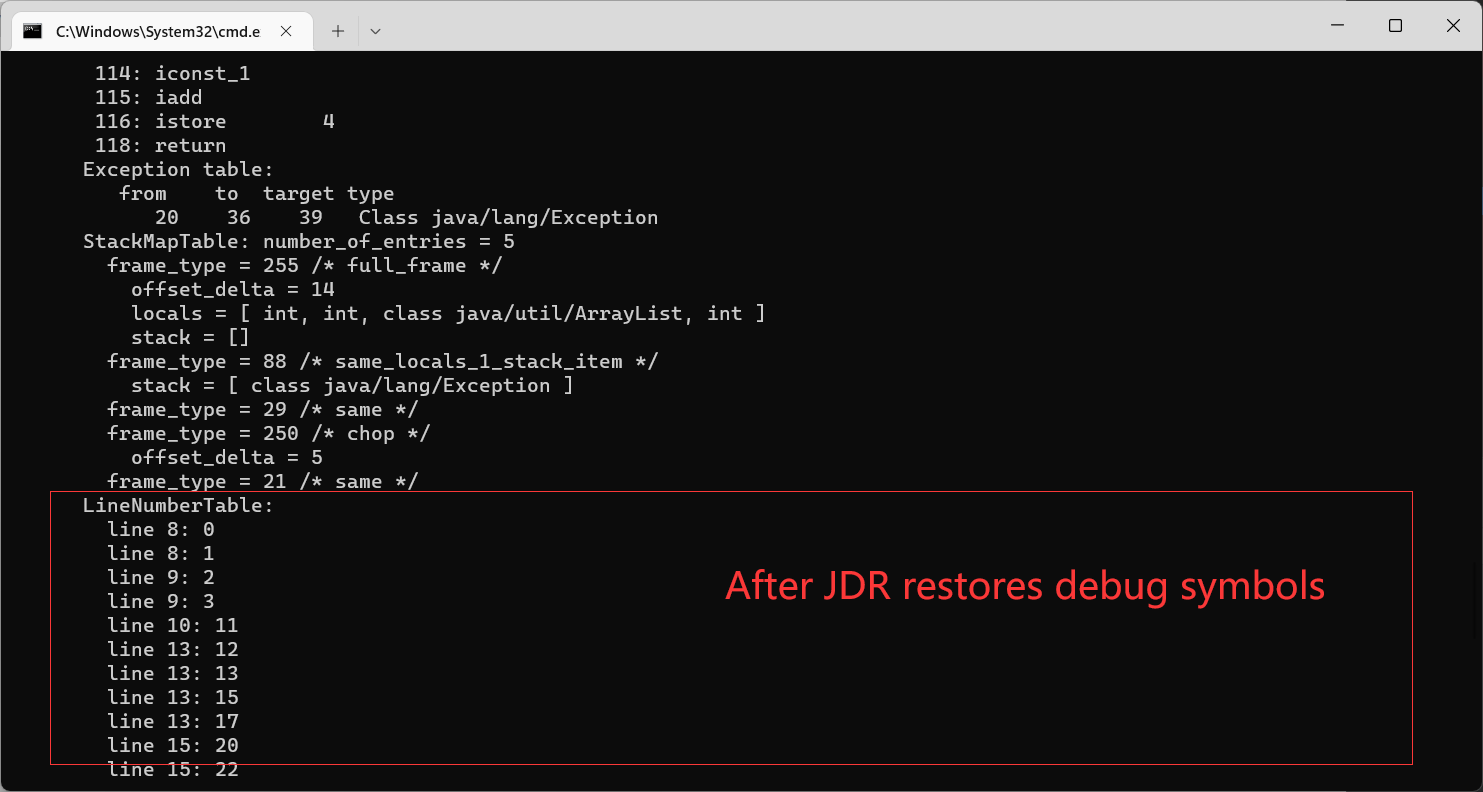 C:\Windows\System32\cmd.e
114: iconst_1
115: iadd
116: istore        4
118: return
Exception table:
from    to  target type
20    36    39   Class java/lang/Exception
StackMapTable: number_of_entries = 5
frame_type = 255 /* full_frame */
offset_delta = 14
locals = [ int, int, class java/util/ArrayList, int ]
stack = []
frame_type = 88 /* same_locals_1_stack_item */
stack = [ class java/lang/Exception ]
frame_type = 29 /* same */
frame_type = 250 /* chop */
offset_delta = 5
frame_type = 21 /* same */
LineNumberTable:
line 8: 0
line 8: 1
line 9: 2
After JDR restores debug symbols
line 9: 3
line 10: 11
line 13: 12
line 13: 13
line 13: 15
line 13: 17
line 15: 20
line 15: 22